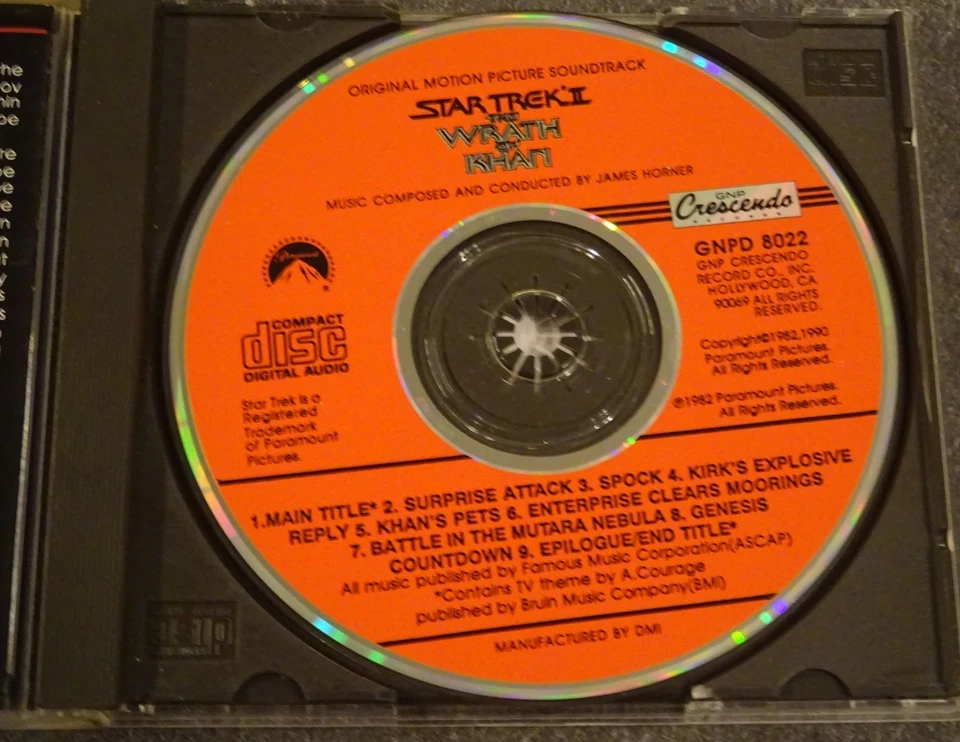 ORIGINAL MOTION PICTURE SOUNDTRACK
STAR TREK II
THE
WRATH
OF
KHAN
MUSIC COMPOSED AND CONDUCTED BY JAMES HORNER
GNP
Crescendo
Paramount
GNPD 8022
GNP CRESCENDO
RECORD CO., INC.
HOLLYWOOD, CA
90069 ALL RIGHTS
RESERVED.
COMPACT
disc
DIGITAL AUDIO
Copyright©1982,1990
Paramount Pictures.
All Rights Reserved.
Star Trek is a
Registered
Trademark
of Paramount
Pictures.
℗1982 Paramount Pictures.
All Rights Reserved.
1.MAIN TITLE* 2. SURPRISE ATTACK 3. SPOCK 4. KIRK'S EXPLOSIVE
REPLY 5. KHAN'S PETS 6. ENTERPRISE CLEARS MOORINGS
7. BATTLE IN THE MUTARA NEBULA 8. GENESIS
COUNTDOWN 9. EPILOGUE/END TITLE*
All music published by Famous Music Corporation(ASCAP)
*Contains TV theme by A.Courage
published by Bruin Music Company(BMI)
MANUFACTURED BY DMI